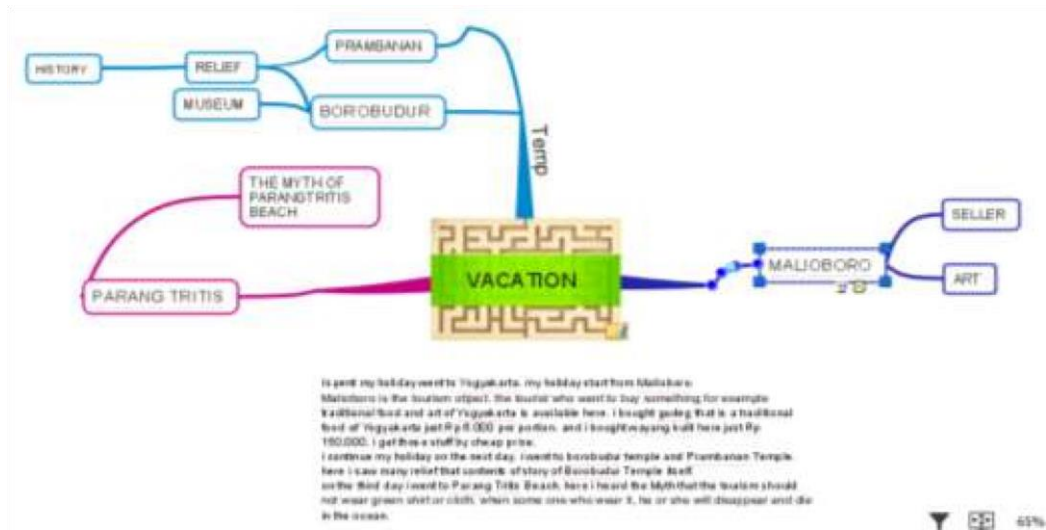 PRAMBANAN
HISTORY
RELIEF
MUSEUM
BOROBUDUR
Temp
THE MYTH OF
PARANGTRITIS
BEACH
SELLER
VACATION
MALIOBORO
PARANG TRITIS
ART
is pent my holiday went to Yogyakarta. my holiday start from Malioboro.
Malioboro is the tourism object. the tourist who went to buy something for example
traditional food and art of Yogyakarta is available here. i bought gudeg that is a traditional
food of Yogyakarta just Rp 8.000 per portion. and i bought wayang kulit here just Rp
160,000. i get these stuff by cheap price.
i continue my holiday on the next day. i went to borobudur temple and Prambanan Temple.
here i saw many relief that contents of story of Borobudur Temple itself.
on the third day i went to Parang Tritis Beach. here i heard the Myth that the tourism should
not wear green shirt or cloth. when some one who wear it, he or she will disappear and die
in the ocean.
65%